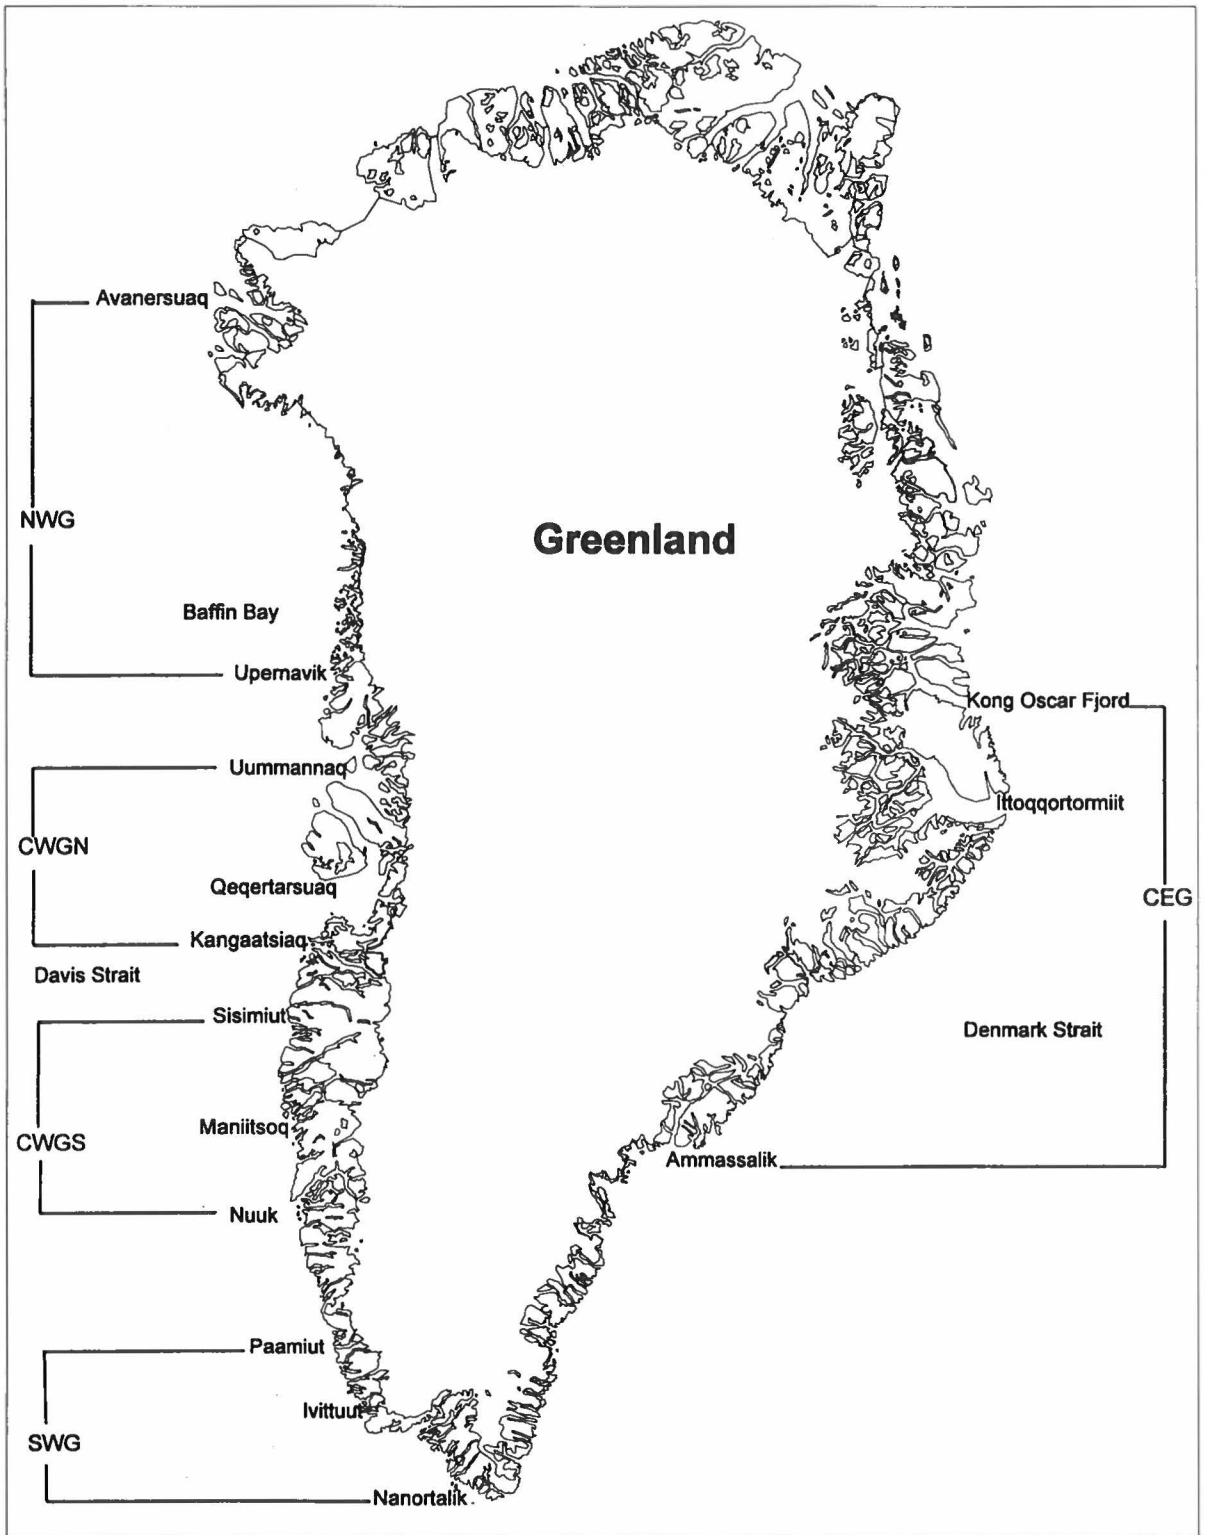 Avanersuaq
NWG
Greenland
Baffin Bay
Upernavik
Kong Oscar Fjord
Uummannaq
Ittoqqortormiit
CWGN
Qeqertarsuaq
CEG
Kangaatsiaq
Davis Strait
Sisimiut
Denmark Strait
Maniitsoq
CWGS
Ammassalik
Nuuk
Paamiut
Ivittuut
SWG
Nanortalik